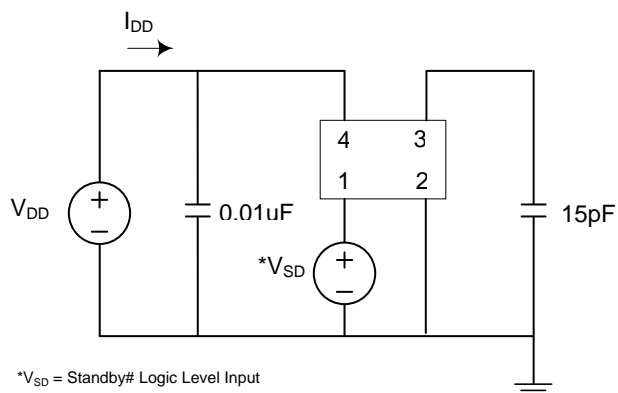 IDD
4 3
1 2
VDD
+
−
0.01uF
*VSD
+
−
15pF
*VSD = Standby# Logic Level Input